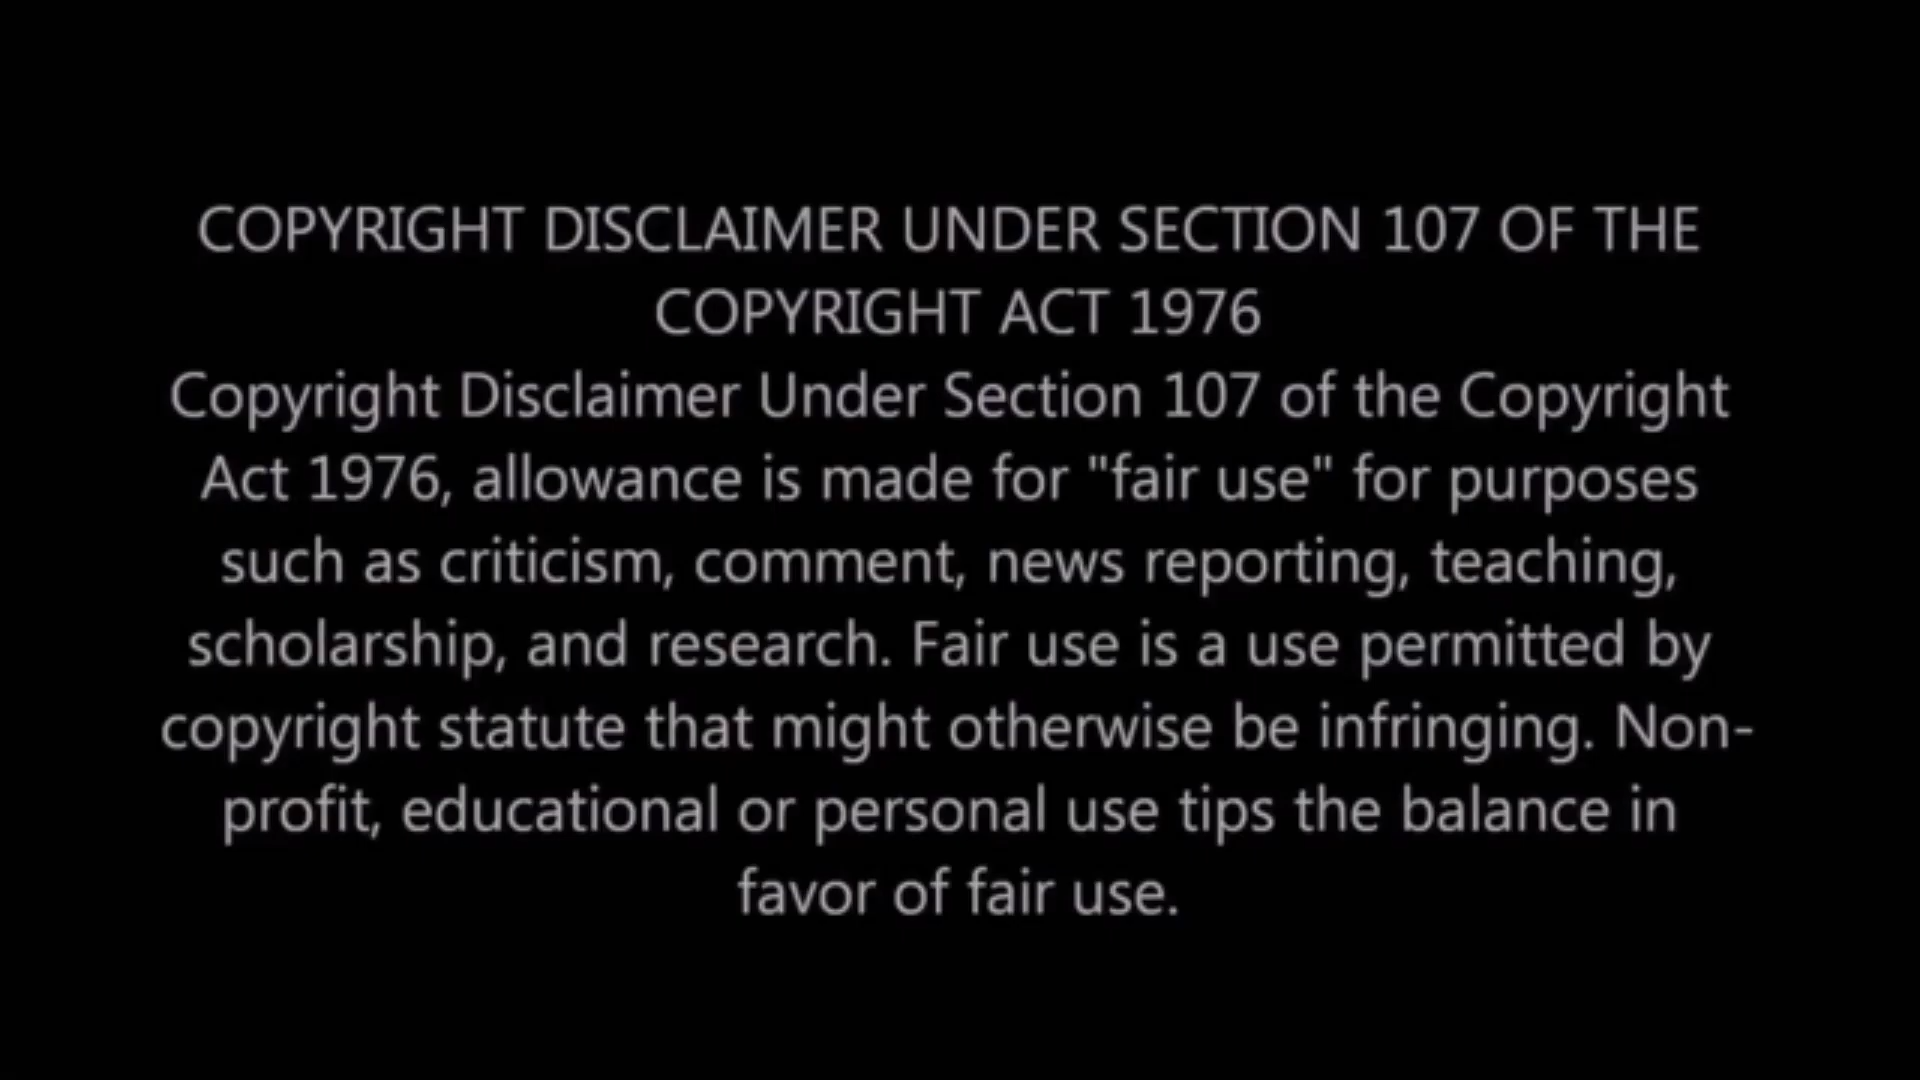 COPYRIGHT DISCLAIMER UNDER SECTION 107 OF THE
COPYRIGHT ACT 1976
Copyright Disclaimer Under Section 107 of the Copyright
Act 1976, allowance is made for "fair use" for purposes
such as criticism, comment, news reporting, teaching,
scholarship, and research. Fair use is a use permitted by
copyright statute that might otherwise be infringing. Non-
profit, educational or personal use tips the balance in
favor of fair use.